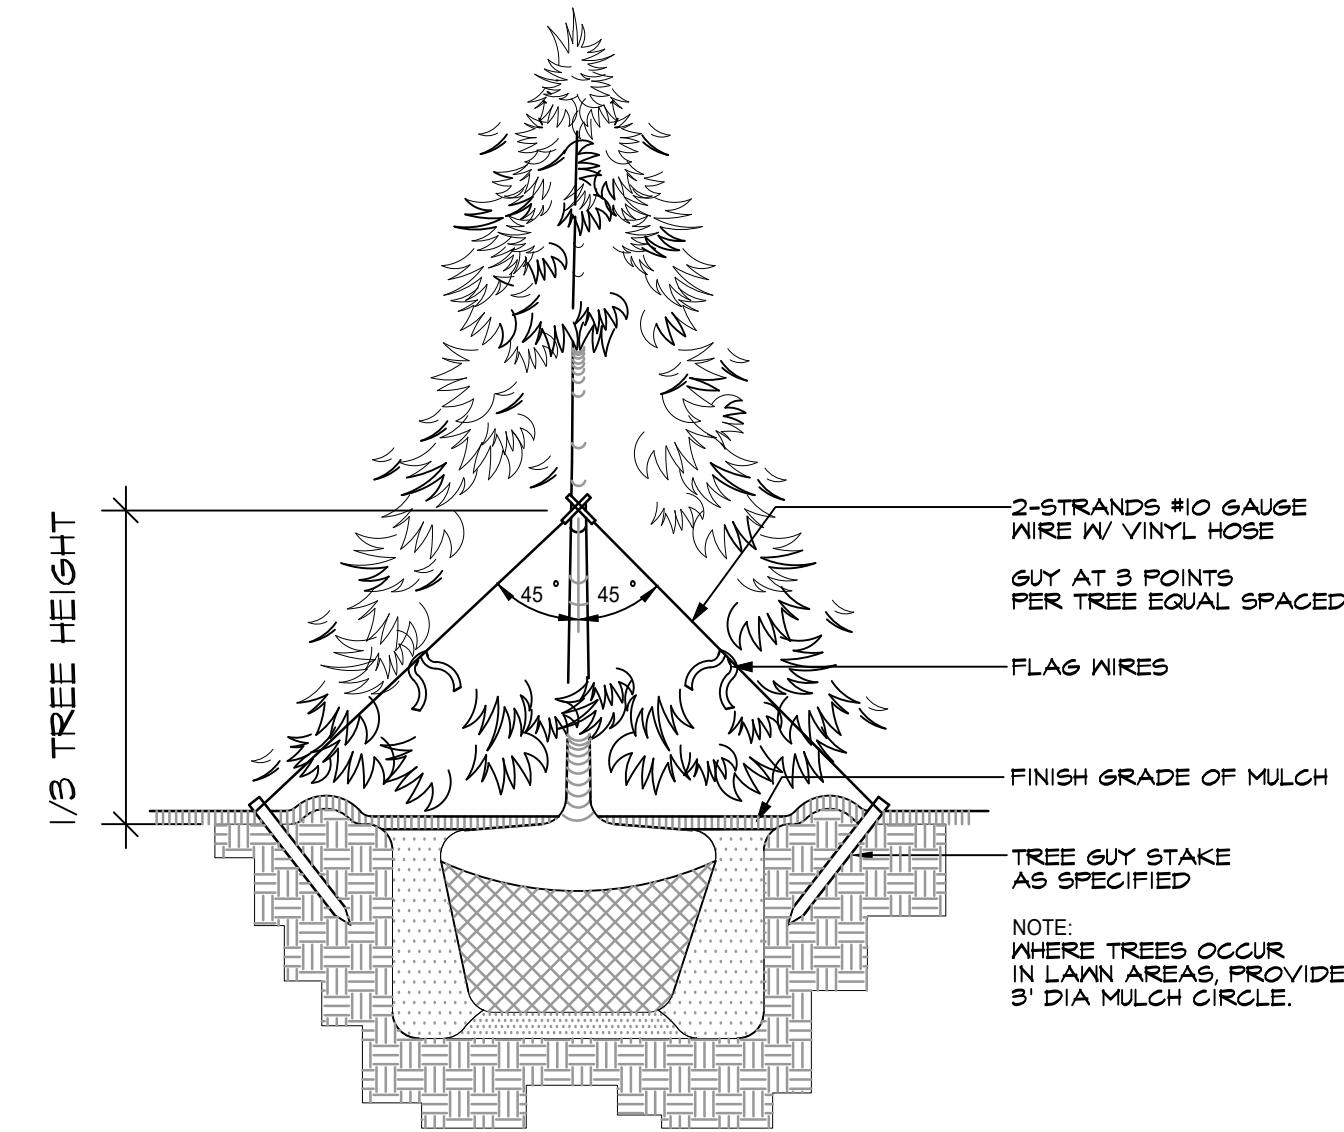 2-STRANDS #10 GAUGE
WIRE W/ VINYL HOSE
GUY AT 3 POINTS
PER TREE EQUAL SPACED
45° 45°
FLAG WIRES
1/3 TREE HEIGHT
FINISH GRADE OF MULCH
TREE GUY STAKE
AS SPECIFIED
NOTE:
WHERE TREES OCCUR
IN LAWN AREAS, PROVIDE
3' DIA MULCH CIRCLE.